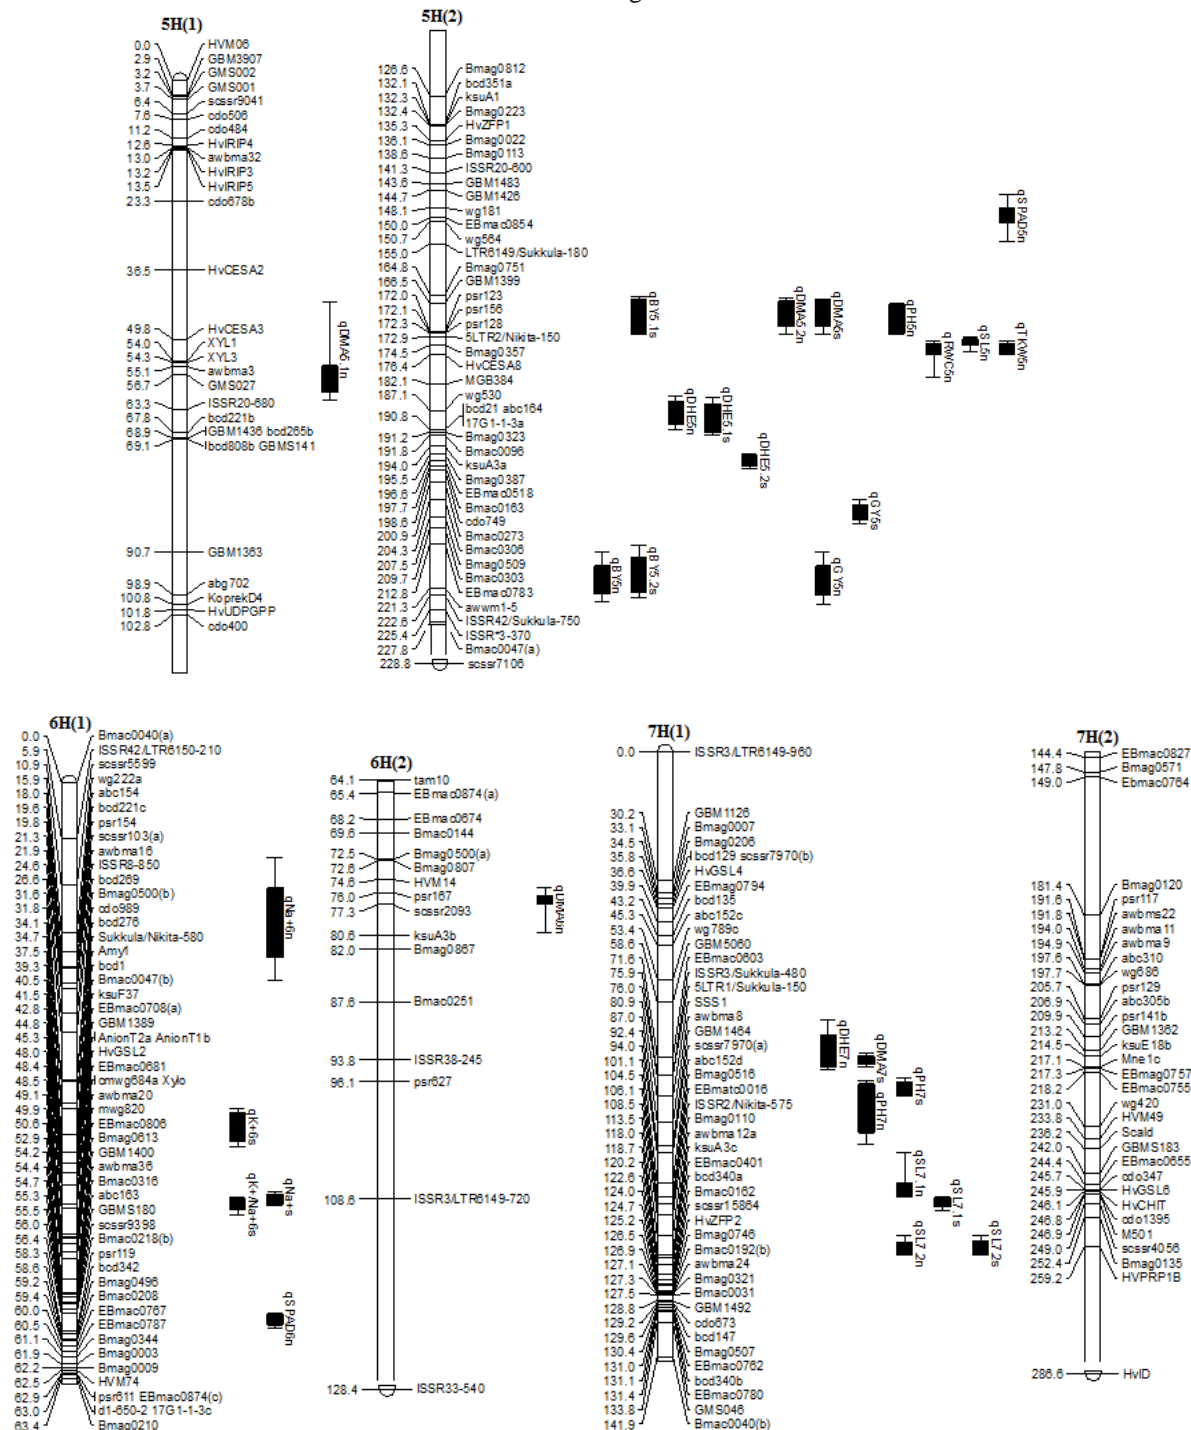 5H(1)
0.0 HVM06
2.9 GBM3907
3.2 GMS002
3.7 GMS001
6.4 scssr9041
7.6 cdo506
11.2 cdo484
12.6 HvIRIP4
13.0 awbma32
13.2 HvIRIP3
13.5 HvIRIP5
23.3 cdo678b
36.5 HvCESA2
49.8 HvCESA3
54.0 XYL1
54.3 XYL3
55.1 awbma3
56.7 GMS027
63.3 ISSR20-680
67.8 bcd221b
68.9 GBM1436 bcd265b
69.1 bcd808b GBMS141
90.7 GBM1363
98.9 abg702
100.8 KoprekD4
101.8 HvUDPGPP
102.8 cdo400
qDMA5.1n
5H(2)
126.6 Bmag0812
132.1 bcd351a
132.3 ksuA1
132.4 Bmag0223
135.3 HvZFP1
136.1 Bmag0022
138.6 Bmag0113
141.3 ISSR20-600
143.6 GBM1483
144.7 GBM1426
148.1 wg181
150.0 EBmac0854
150.7 wg564
155.0 LTR6149/Sukkula-180
164.8 Bmag0751
166.5 GBM1399
172.0 psr123
172.1 psr156
172.3 psr128
172.9 5LTR2/Nikita-150
174.5 Bmag0357
176.4 HvCESA8
182.1 MGB384
187.1 wg530
190.8 bcd21 abc164
17G1-1-3a
191.2 Bmag0323
191.8 Bmac0096
194.0 ksuA3a
195.5 Bmag0387
196.6 EBmac0518
197.7 Bmac0163
198.6 cdo749
200.9 Bmac0273
204.3 Bmac0306
207.5 Bmag0509
209.7 Bmac0303
212.8 EBmac0783
221.3 awwm1-5
222.6 ISSR42/Sukkula-750
225.4 ISSR*3-370
227.8 Bmac0047(a)
228.8 scssr7106
qSPAD5n
qBY5.1s
qDMA5.2n
qDMA5s
qPH5n
qRWC5n
qSL5n
qTKW5n
qDHE5n
qDHE5.1s
qDHE5.2s
qGY5s
qBY5n
qBY5.2s
qGY5n
6H(1)
0.0 Bmac0040(a)
5.9 ISSR42/LTR6150-210
10.9 scssr5599
15.9 wg222a
18.0 abc154
19.6 bcd221c
19.8 psr154
21.3 scssr103(a)
21.9 awbma16
24.6 ISSR8-850
26.6 bcd269
31.6 Bmag0500(b)
31.8 cdo989
34.1 bcd276
34.7 Sukkula/Nikita-580
37.5 Amy1
39.3 bcd1
40.5 Bmac0047(b)
41.5 ksuF37
42.8 EBmac0708(a)
44.8 GBM1389
45.3 AnionT2a AnionT1b
48.0 HvGSL2
48.4 EBmac0681
48.5 cmwg684a Xylo
49.1 awbma20
49.9 mwg820
50.6 EBmac0806
52.9 Bmag0613
54.2 GBM1400
54.4 awbma36
54.7 Bmac0316
55.3 abc163
55.5 GBMS180
56.0 scssr9398
56.4 Bmac0218(b)
58.3 psr119
58.6 bcd342
59.2 Bmag0496
59.4 Bmac0208
60.0 EBmac0767
60.5 EBmac0787
61.1 Bmag0344
61.9 Bmag0003
62.2 Bmag0009
62.5 HVM74
62.9 psr611 EBmac0874(c)
63.0 d1-650-2 17G1-1-3c
63.4 Bmag0210
qNa+6n
qK+6s
qK+/Na+6s
qNa+s
qSPAD6n
6H(2)
64.1 tam10
65.4 EBmac0874(a)
68.2 EBmac0674
69.6 Bmac0144
72.5 Bmag0500(a)
72.6 Bmag0807
74.6 HVM14
76.0 psr167
77.3 scssr2093
80.6 ksuA3b
82.0 Bmag0867
87.6 Bmac0251
93.8 ISSR38-245
96.1 psr627
108.6 ISSR3/LTR6149-720
128.4 ISSR33-540
7H(1)
0.0 ISSR3/LTR6149-960
30.2 GBM1126
33.1 Bmag0007
34.5 Bmag0206
35.8 bcd129 scssr7970(b)
36.6 HvGSL4
39.9 EBmag0794
43.2 bcd135
45.3 abc152c
53.4 wg789c
58.6 GBM5060
71.6 EBmac0603
75.9 ISSR3/Sukkula-480
76.0 5LTR1/Sukkula-150
80.9 SSS1
87.0 awbma8
92.4 GBM1464
94.0 scssr7970(a)
101.1 abc152d
104.5 Bmag0516
106.1 EBmatc0016
108.5 ISSR2/Nikita-575
113.5 Bmag0110
118.0 awbma12a
118.7 ksuA3c
120.2 EBmac0401
122.6 bcd340a
124.0 Bmac0162
124.7 scssr15864
125.2 HvZFP2
126.5 Bmag0746
126.9 Bmac0192(b)
127.1 awbma24
127.3 Bmag0321
127.5 Bmac0031
128.8 GBM1492
129.2 cdo673
129.6 bcd147
130.4 Bmag0507
131.0 EBmac0762
131.1 bcd340b
131.4 EBmac0780
133.8 GMS046
141.9 Bmac0040(b)
qDHE7n
qDMA7s
qPH7s
qPH7n
qSL7.1n
qSL7.1s
qSL7.2n
qSL7.2s
7H(2)
144.4 EBmac0827
147.8 Bmag0571
149.0 Ebmac0764
181.4 Bmag0120
191.6 psr117
191.8 awbms22
194.0 awbma11
194.9 awbma9
197.6 abc310
197.7 wg686
205.7 psr129
206.9 abc305b
209.9 psr141b
213.2 GBM1362
214.5 ksuE18b
217.1 Mne1c
217.3 EBmag0757
218.2 EBmac0755
231.0 wg420
233.8 HVM49
236.2 Scald
242.0 GBMS183
244.4 EBmac0655
245.7 cdo347
245.9 HvGSL6
246.1 HvCHIT
246.8 cdo1395
246.9 M501
249.0 scssr4056
252.4 Bmag0135
259.2 HVPRP1B
286.6 HvID